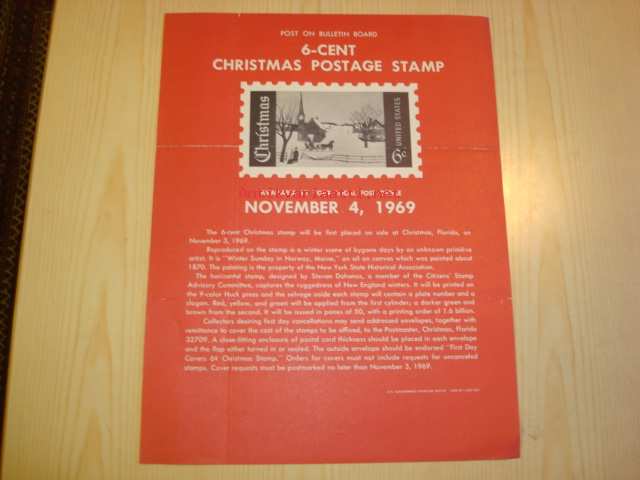 POST ON BULLETIN BOARD
6-CENT
CHRISTMAS POSTAGE STAMP
Christmas
6c UNITED STATES
NOVEMBER 4, 1969
The 6-cent Christmas stamp will be first placed on sale at Christmas, Florida, on
November 3, 1969.
Reproduced on the stamp is a winter scene of bygone days by an unknown primitive
artist. It is "Winter Sunday in Norway, Maine," an oil on canvas which was painted about
1870. The painting is the property of the New York State Historical Association.
The horizontal stamp, designed by Stevan Dohanos, a member of the Citizens' Stamp
Advisory Committee, captures the ruggedness of New England winters. It will be printed
on the 9-color Huck press and the selvage aside each stamp will contain a plate number and a
slogan. Red, yellow, and green will be applied from the first cylinder; a darker green and
brown from the second. It will be issued in panes of 50, with a printing order of 1.6 billion.
Collectors desiring first day cancellations may send addressed envelopes, together with
remittance to cover the cost of the stamps to be affixed, to the Postmaster, Christmas, Florida
32709. A close-fitting enclosure of postal card thickness should be placed in each envelope
and the flap either turned in or sealed. The outside envelope should be endorsed "First Day
Covers 6¢ Christmas Stamp." Orders for covers must not include requests for uncanceled
stamps. Cover requests must be postmarked no later than November 3, 1969.